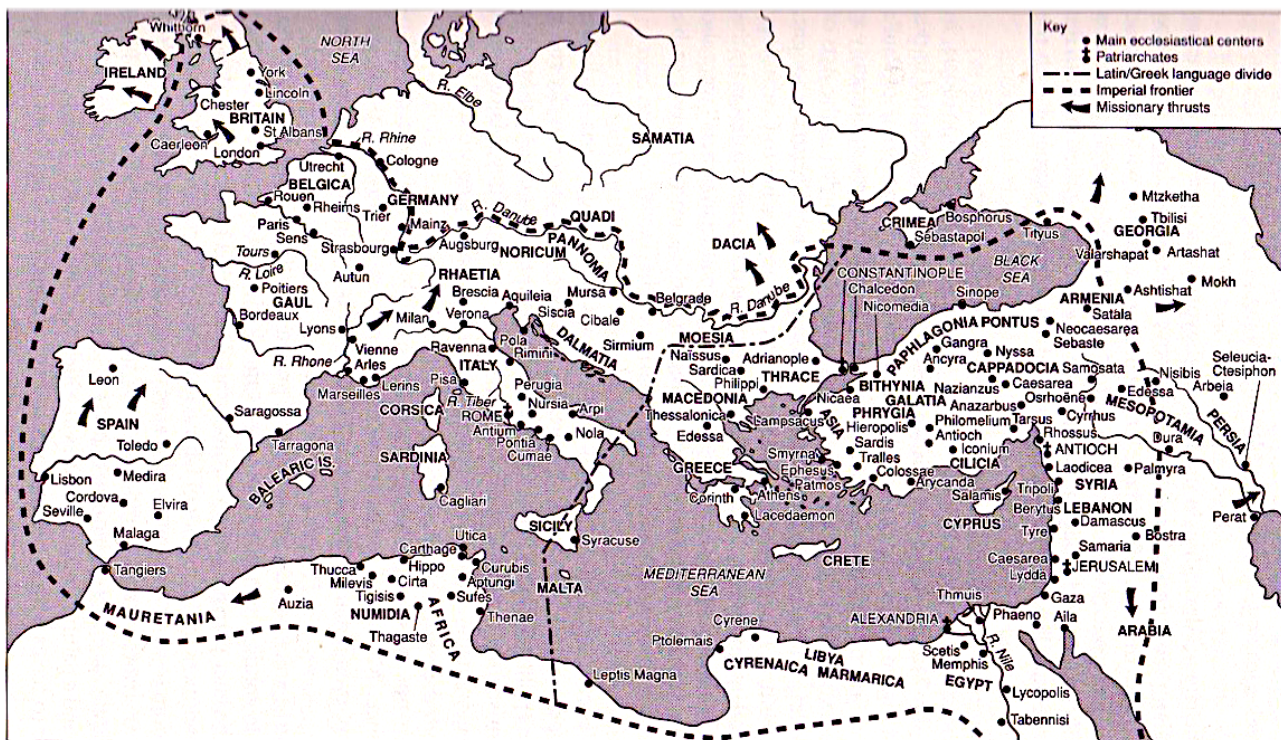 Key
Main ecclesiastical centers
Patriarchates
Latin/Greek language divide
Imperial frontier
Missionary thrusts
Whithorn
NORTH
SEA
IRELAND
York
Lincoln
Chester
BRITAIN
St Albans
Caerleon
London
R. Elbe
SAMATIA
R. Rhine
Utrecht
Cologne
BELGICA
Rouen
Rheims
GERMANY
Trier
Paris
Mainz
Sens
Strasbourg
R. Danube
QUADI
Augsburg
NORICUM
PANNOMA
DACIA
Tours
R. Loire
Autun
Poitiers
GAUL
Bordeaux
Lyons
RHAETIA
Brescia
Aquileia
Milan
Verona
Mursa
Siscia
Cibale
Belgrade
R. Danube
Sirmium
MOESIA
Pola
DALMATIA
Ravenna
Rimini
R. Rhone
Vienne
Arles
Marseilles
Lerins
ITALY
Pisa
Perugia
R. Tiber
Nursia
CORSICA
ROME
Arpi
Antium
Nola
Pontia
Cumae
SARDINIA
Cagliari
Leon
SPAIN
Saragossa
Toledo
Tarragona
BALEARIC IS.
Lisbon
Medira
Cordova
Elvira
Seville
Malaga
Tangiers
MAURETANIA
Auzia
Utica
Carthage
Thucca
Hippo
Curubis
Milevis
Cirta
Aptungi
Tigisis
Sufes
NUMIDIA
AFRICA
Thenae
Thagaste
SICILY
Syracuse
MALTA
Leptis Magna
MEDITERRANEAN
SEA
CRETE
Naïssus
Sardica
Adrianople
Philippi
THRACE
MACEDONIA
Thessalonica
Edessa
GREECE
Corinth
Athens
Lacedaemon
CRIMEA
Bosphorus
Sebastapol
Tityus
BLACK
SEA
CONSTANTINOPLE
Chalcedon
Nicomedia
Sinope
Mtzketha
Tbilisi
GEORGIA
Valarshapat
Artashat
Mokh
Ashtishat
ARMENIA
Satala
PAPHLAGONIA
PONTUS
Neocaesarea
Sebaste
Gangra
Ancyra
Nyssa
CAPPADOCIA
Samosata
BITHYNIA
Nicaea
GALATIA
Nazianzus
Caesarea
Osrhoëne
Edessa
Nisibis
Arbeia
Seleucia-
Ctesiphon
PERSIA
MESOPOTAMIA
Lampsacus
ASIA
PHRYGIA
Hieropolis
Anazarbus
Philomelium
Cyrrhus
Tarsus
Dura
Sardis
Antioch
Rhossus
Smyrna
Tralles
Iconium
ANTIOCH
Ephesus
Colossae
CILICIA
Laodicea
Palmyra
Patmos
Arycanda
Salamis
Tripoli
SYRIA
Berytus
LEBANON
Perat
CYPRUS
Damascus
Tyre
Bostra
Samaria
Caesarea
JERUSALEM
Lydda
Gaza
Thmuis
ALEXANDRIA
Phaeno
Aila
ARABIA
Cyrene
Ptolemais
LIBYA
CYRENAICA MARMARICA
Scetis
Memphis
R. Nile
EGYPT
Lycopolis
Tabennisi